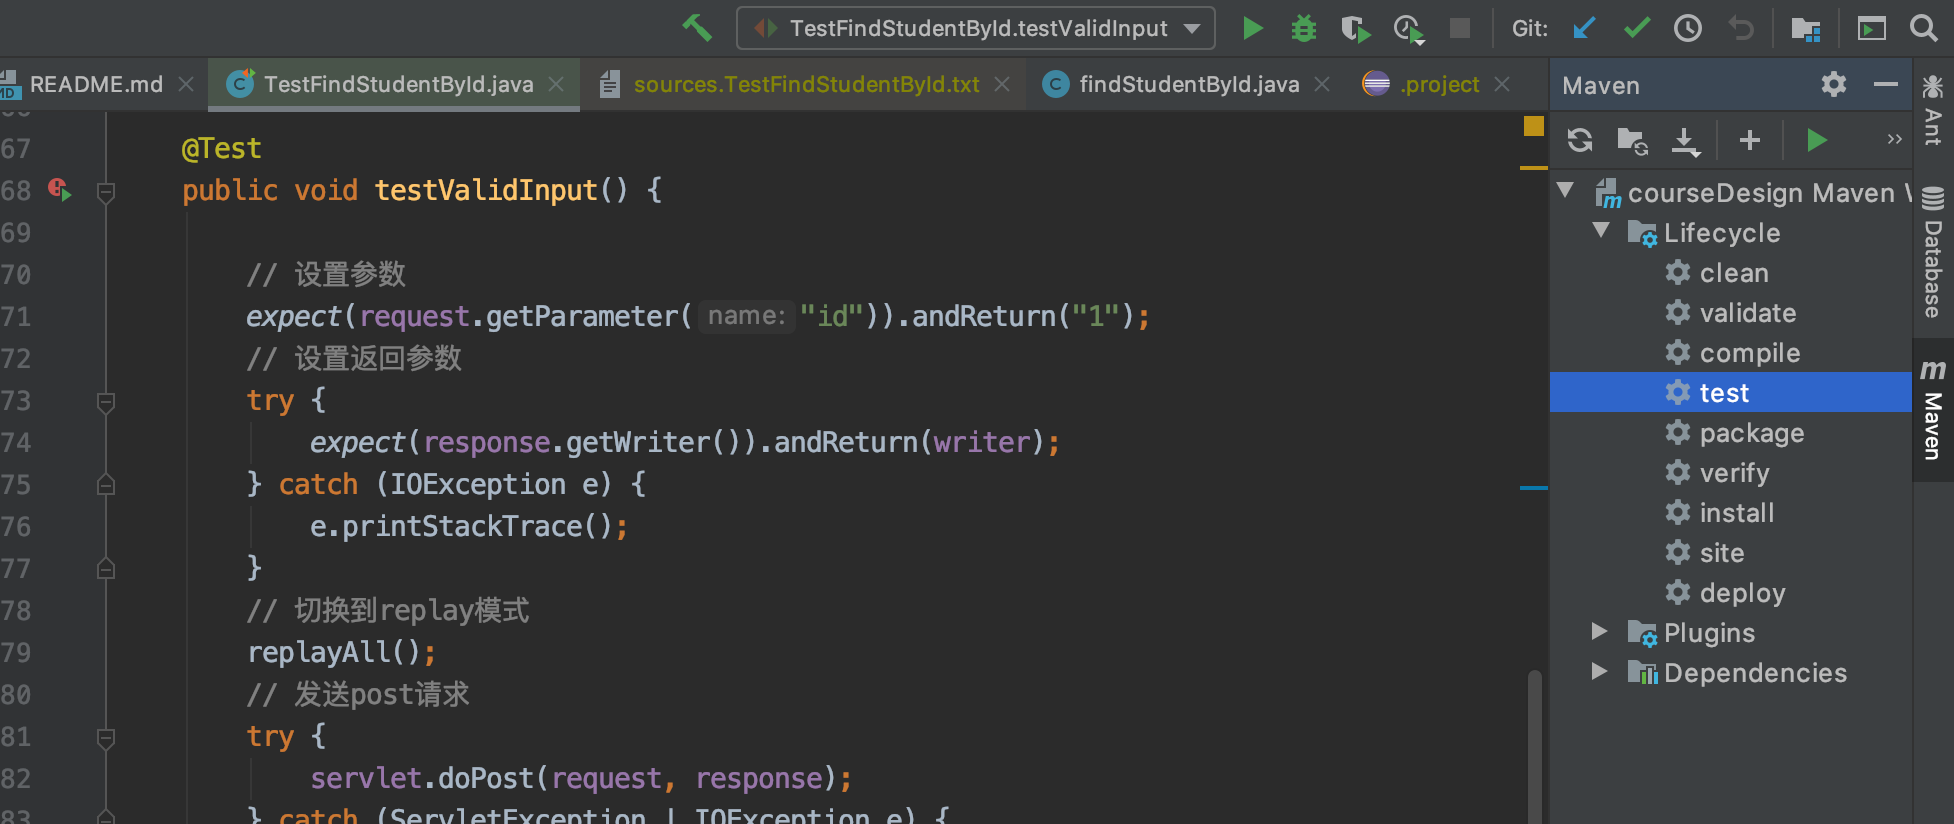 TestFindStudentById.testValidInput Git:
README.md TestFindStudentById.java sources.TestFindStudentById.txt findStudentById.java .project Maven
67 @Test
68 public void testValidInput() {
69
70 // 设置参数
71 expect(request.getParameter( name: "id")).andReturn("1");
72 // 设置返回参数
73 try {
74 expect(response.getWriter()).andReturn(writer);
75 } catch (IOException e) {
76 e.printStackTrace();
77 }
78 // 切换到replay模式
79 replayAll();
80 // 发送post请求
81 try {
82 servlet.doPost(request, response);
83 } catch (ServletException | IOException e) {
courseDesign Maven
Lifecycle
clean
validate
compile
test
package
verify
install
site
deploy
Plugins
Dependencies
Ant
Database
m Maven